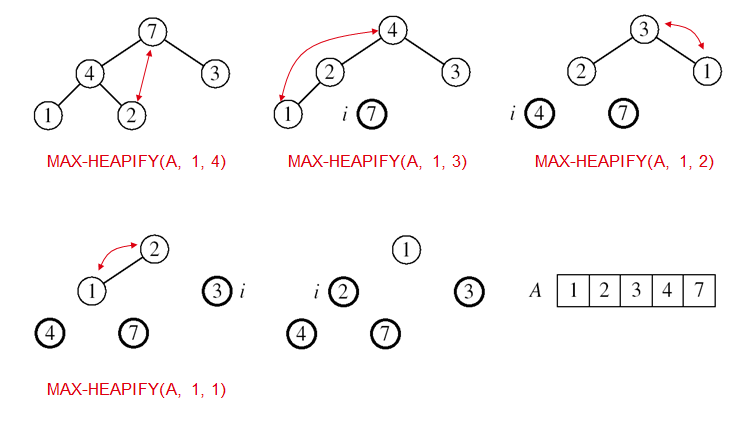 7
4
3
1
2
MAX-HEAPIFY(A, 1, 4)
4
2
3
1
i 7
MAX-HEAPIFY(A, 1, 3)
3
2
1
i 4
7
MAX-HEAPIFY(A, 1, 2)
2
1
3 i
4
7
MAX-HEAPIFY(A, 1, 1)
1
i 2
3
4
7
A 1 2 3 4 7